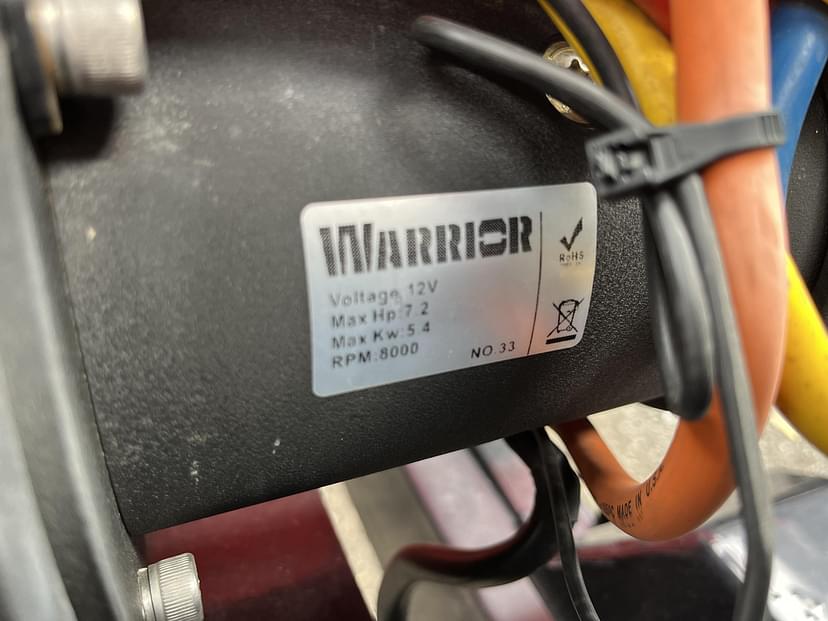 WARRIOR
Voltage 12V
Max Hp:7.2
Max Kw:5.4
RPM:8000
NO.33
RoHS
MADE IN U.S.A